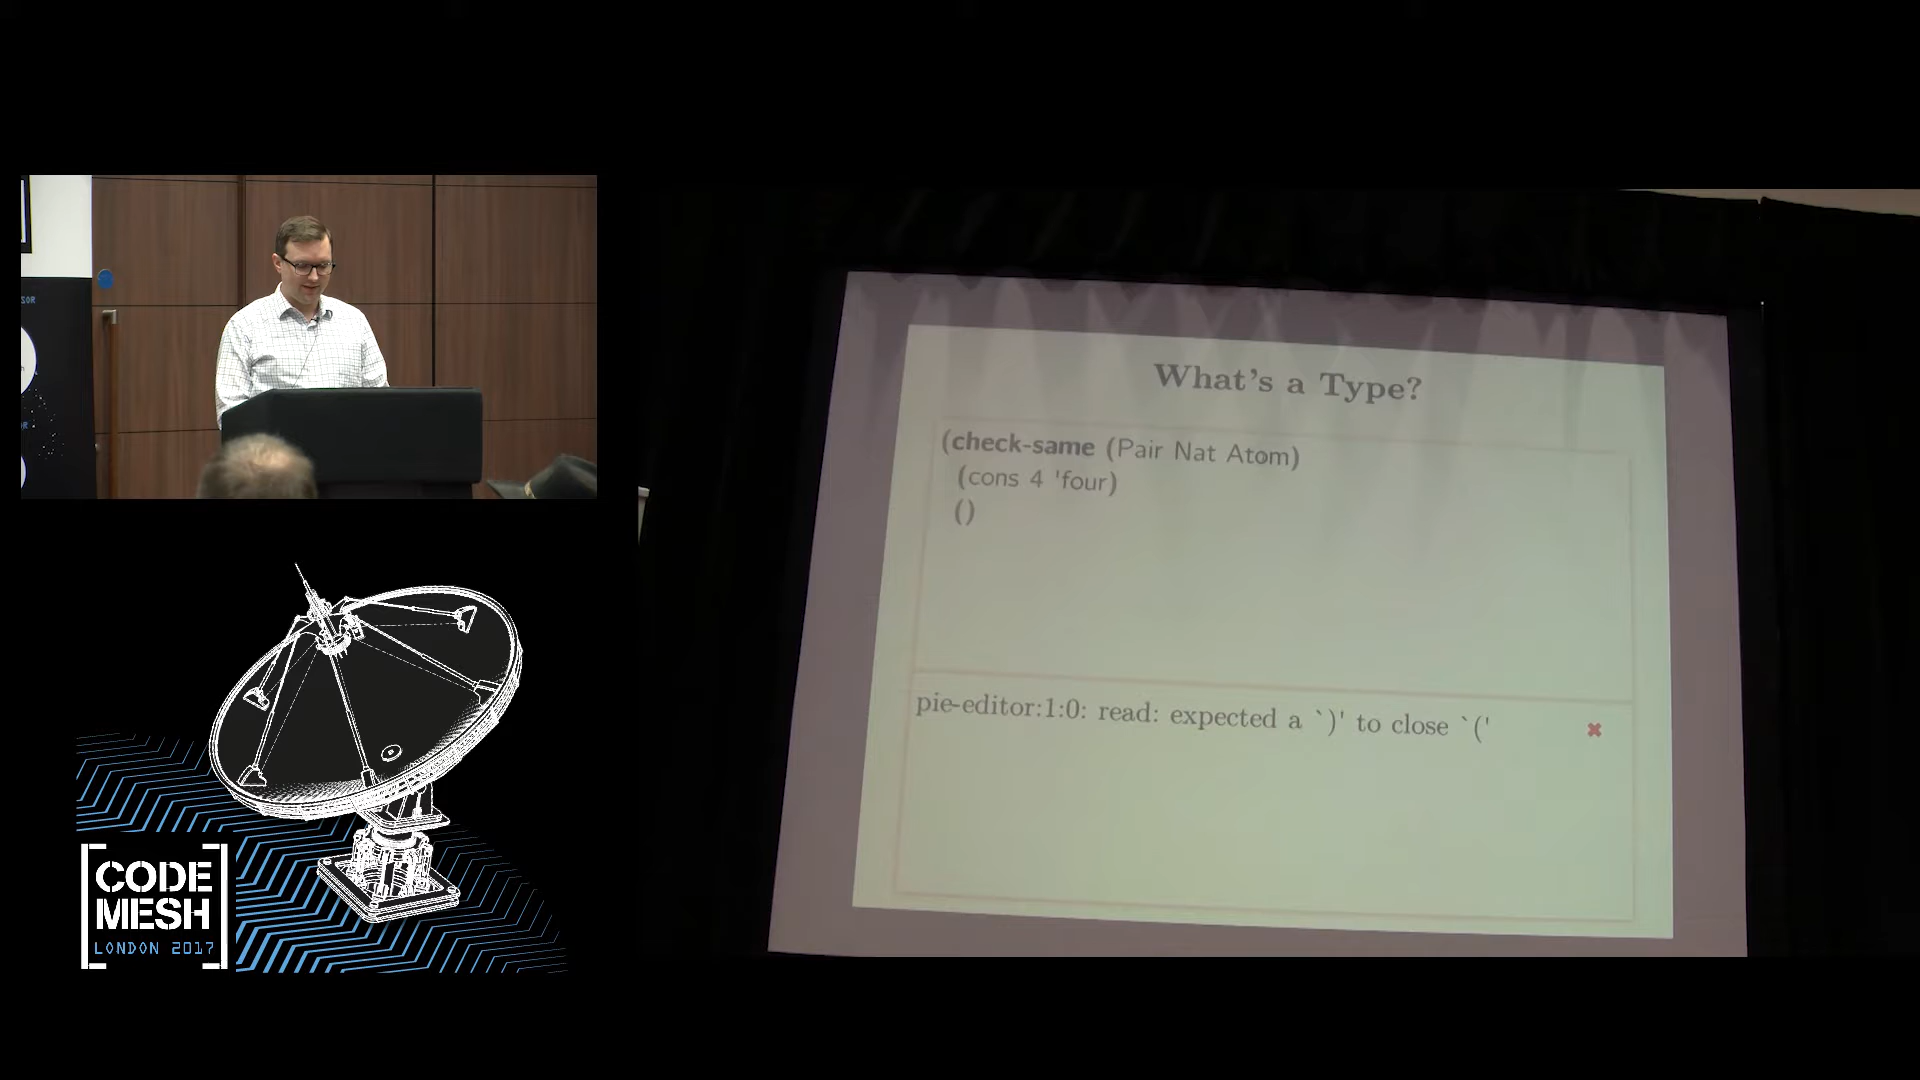 What's a Type?
(check-same (Pair Nat Atom)
(cons 4 'four)
()
pie-editor:1:0: read: expected a `)' to close `('
CODE
MESH
LONDON 2017